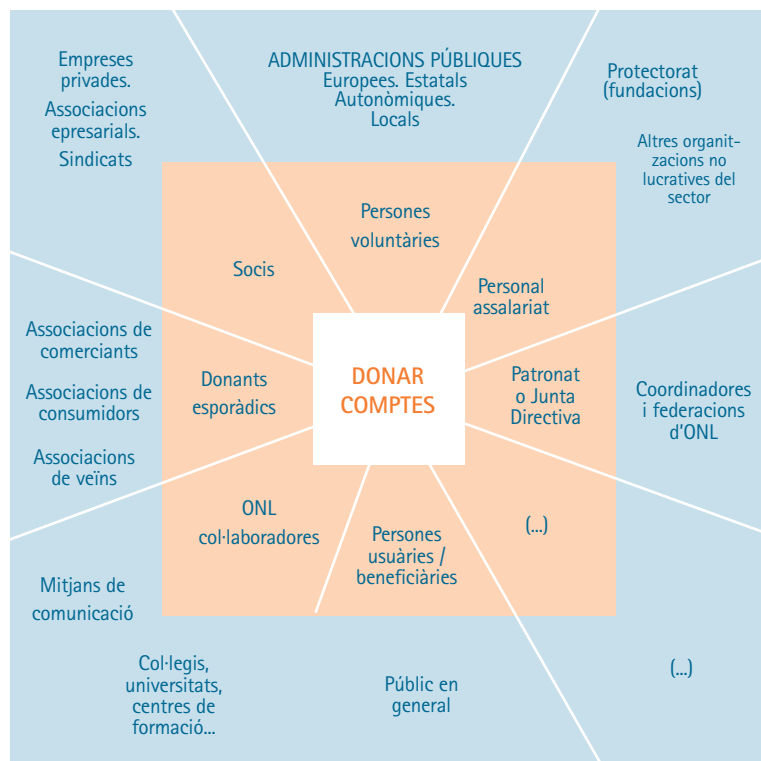 Empreses
privades.
Associacions
epresarials.
Sindicats
ADMINISTRACIONS PÚBLIQUES
Europees. Estatals
Autonòmiques.
Locals
Protectorat
(fundacions)
Altres organit-
zacions no
lucratives del
sector
Persones
voluntàries
Socis
Personal
assalariat
Associacions de
comerciants
Associacions de
consumidors
Associacions
de veïns
Donants
esporàdics
DONAR
COMPTES
Patronat
o Junta
Directiva
Coordinadores
i federacions
d'ONL
ONL
col·laboradores
Persones
usuàries /
beneficiàries
(...)
Mitjans de
comunicació
Col·legis,
universitats,
centres de
formació...
Públic en
general
(...)